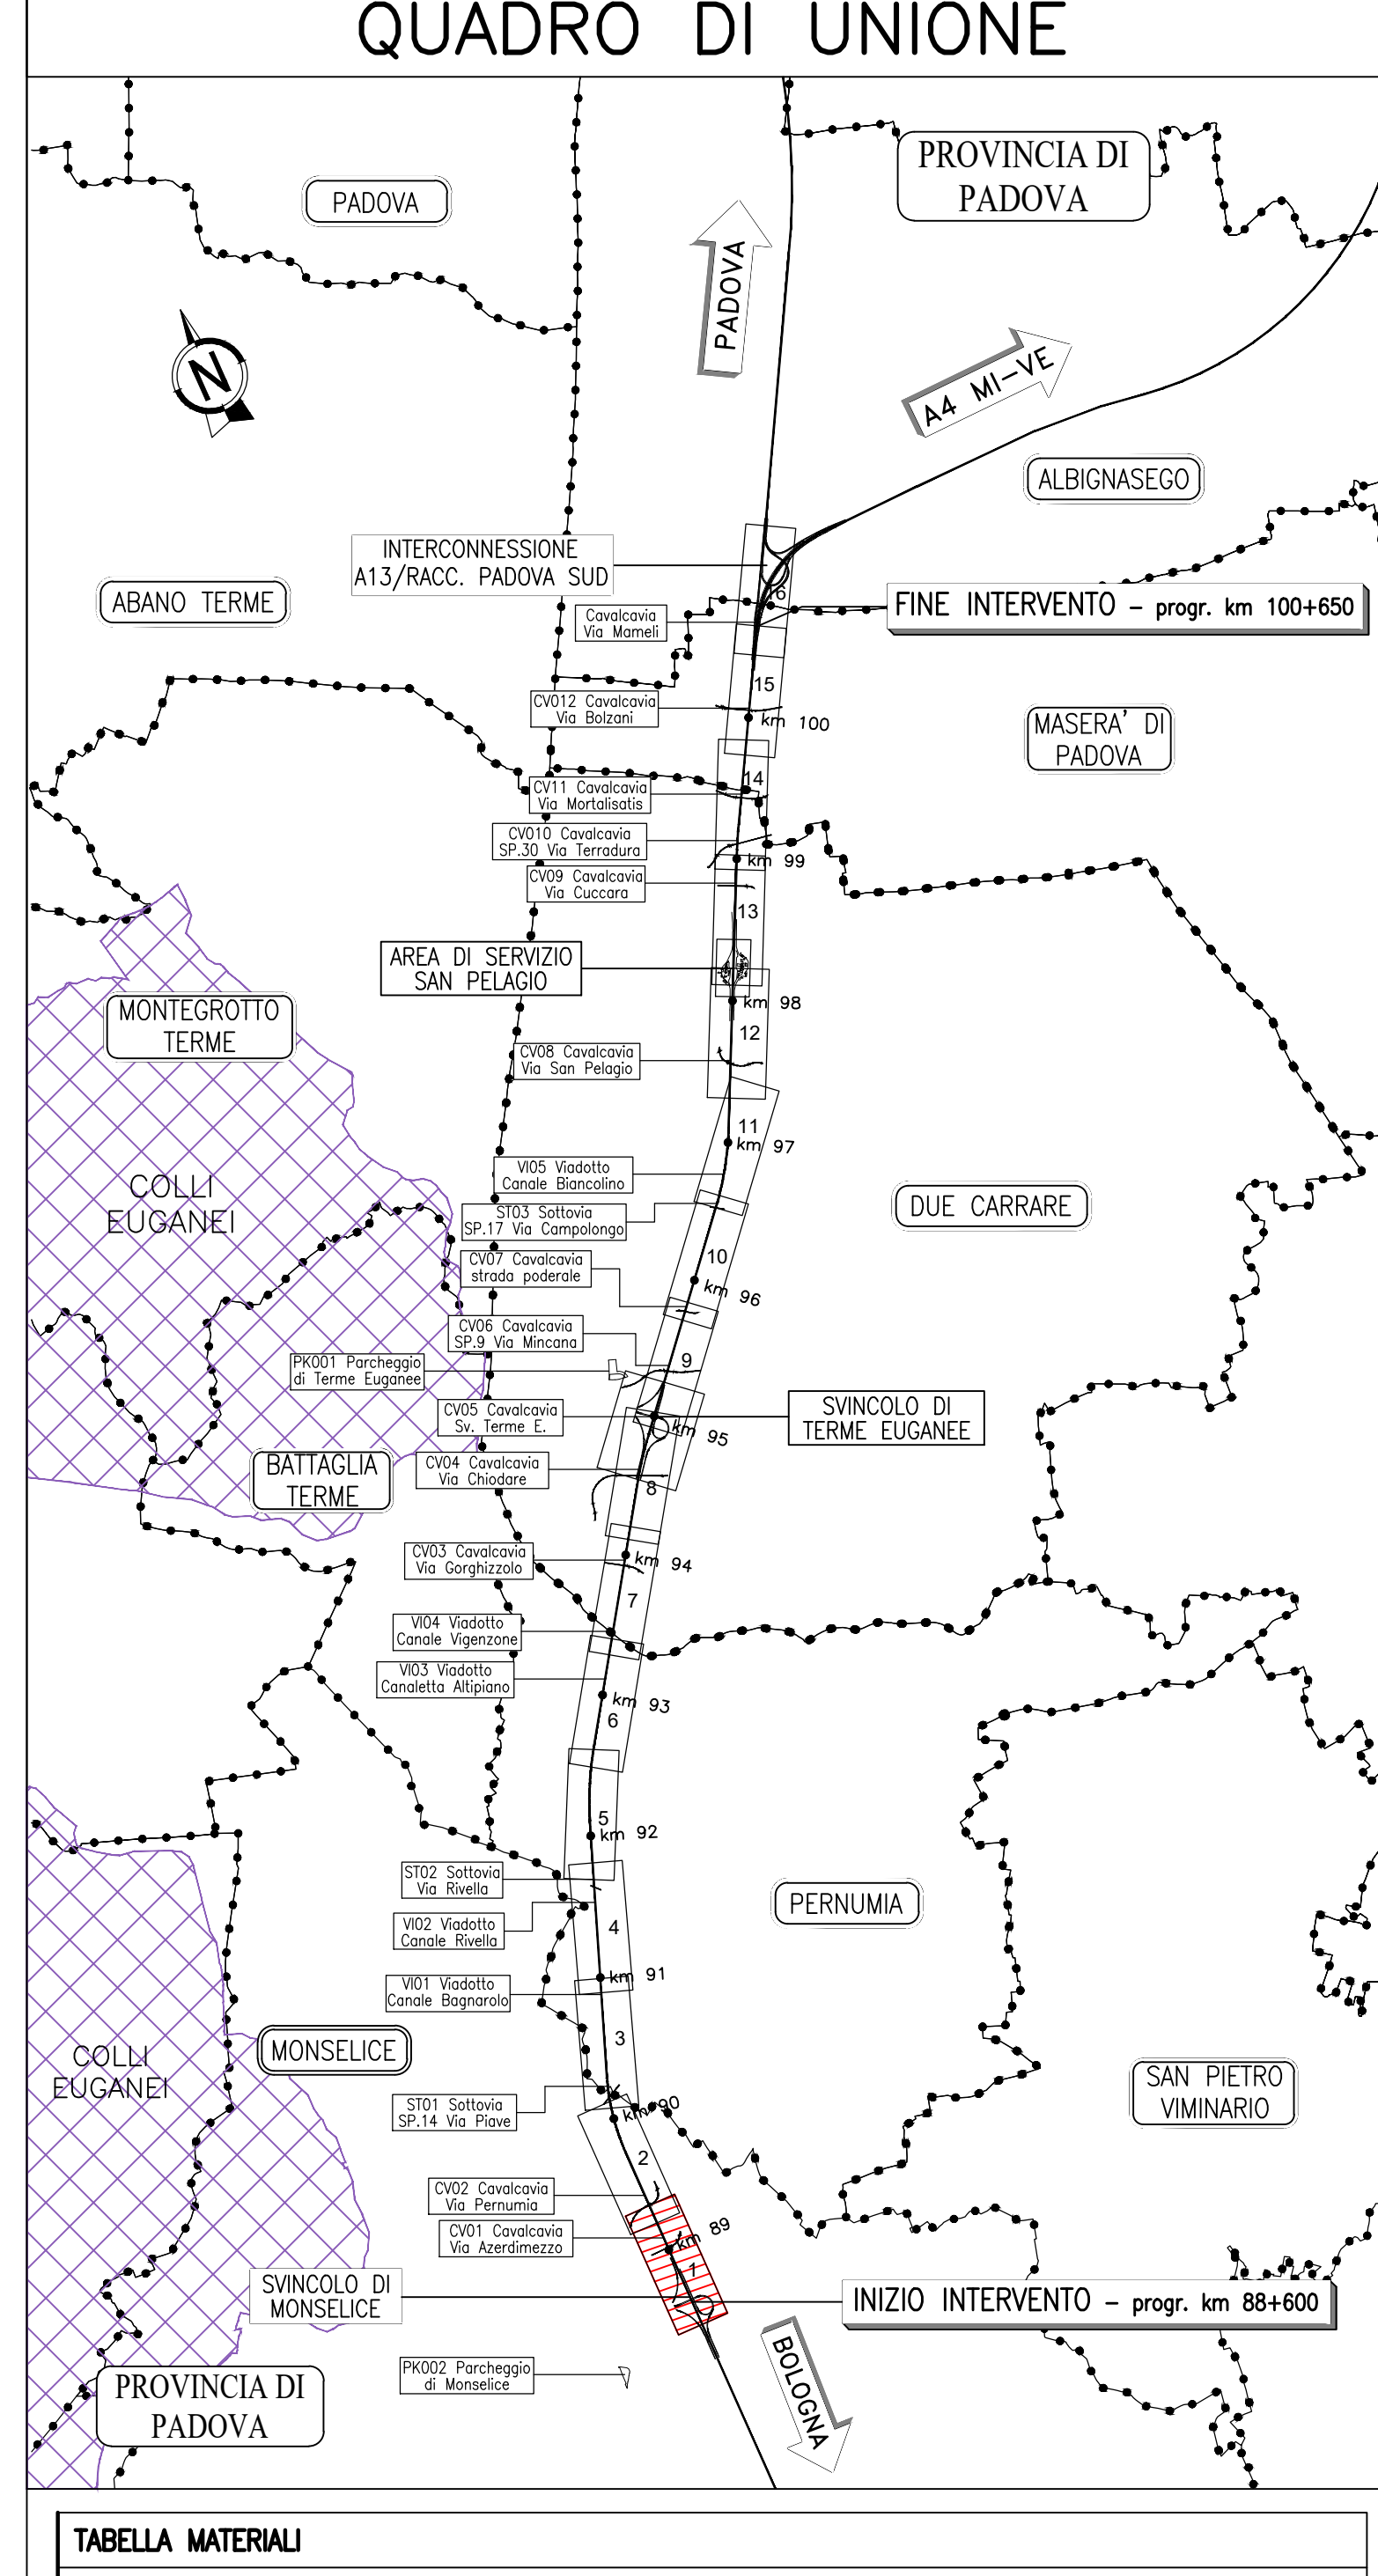 QUADRO DI UNIONE
PROVINCIA DI
PADOVA
PADOVA
PADOVA
N
A4 MI-VE
ALBIGNASEGO
INTERCONNESSIONE
A13/RACC. PADOVA SUD
ABANO TERME
16
FINE INTERVENTO - progr. km 100+650
Cavalcavia
Via Mameli
15
CV012 Cavalcavia
Via Bolzani
km 100
MASERA' DI
PADOVA
14
CV11 Cavalcavia
Via Mortalisatis
CV010 Cavalcavia
SP.30 Via Terradura
km 99
CV09 Cavalcavia
Via Cuccara
13
AREA DI SERVIZIO
SAN PELAGIO
km 98
MONTEGROTTO
TERME
12
CV08 Cavalcavia
Via San Pelagio
11
km 97
VI05 Viadotto
Canale Biancolino
COLLI
EUGANEI
DUE CARRARE
ST03 Sottovia
SP.17 Via Campolongo
10
CV07 Cavalcavia
strada poderale
km 96
CV06 Cavalcavia
SP.9 Via Mincana
9
PK001 Parcheggio
di Terme Euganee
CV05 Cavalcavia
Sv. Terme E.
SVINCOLO DI
TERME EUGANEE
km 95
CV04 Cavalcavia
Via Chiodare
BATTAGLIA
TERME
8
CV03 Cavalcavia
Via Gorghizzolo
km 94
7
VI04 Viadotto
Canale Vigenzone
VI03 Viadotto
Canaletta Altipiano
km 93
6
5
km 92
ST02 Sottovia
Via Rivella
PERNUMIA
VI02 Viadotto
Canale Rivella
4
km 91
VI01 Viadotto
Canale Bagnarolo
3
MONSELICE
COLLI
EUGANEI
SAN PIETRO
VIMINARIO
ST01 Sottovia
SP.14 Via Piave
km 90
2
CV02 Cavalcavia
Via Pernumia
CV01 Cavalcavia
Via Azerdimezzo
km 89
1
SVINCOLO DI
MONSELICE
INIZIO INTERVENTO - progr. km 88+600
PK002 Parcheggio
di Monselice
BOLOGNA
PROVINCIA DI
PADOVA
TABELLA MATERIALI